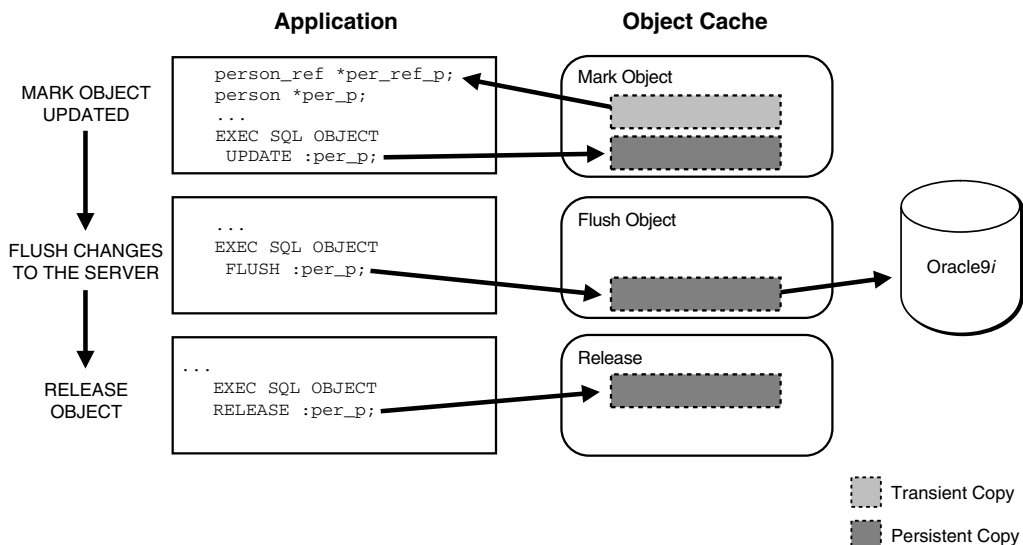 Application
Object Cache
MARK OBJECT
UPDATED
person_ref *per_ref_p;
person *per_p;
...
EXEC SQL OBJECT
UPDATE :per_p;
Mark Object
FLUSH CHANGES
TO THE SERVER
...
EXEC SQL OBJECT
FLUSH :per_p;
Flush Object
Oracle9i
RELEASE
OBJECT
...
EXEC SQL OBJECT
RELEASE :per_p;
Release
Transient Copy
Persistent Copy